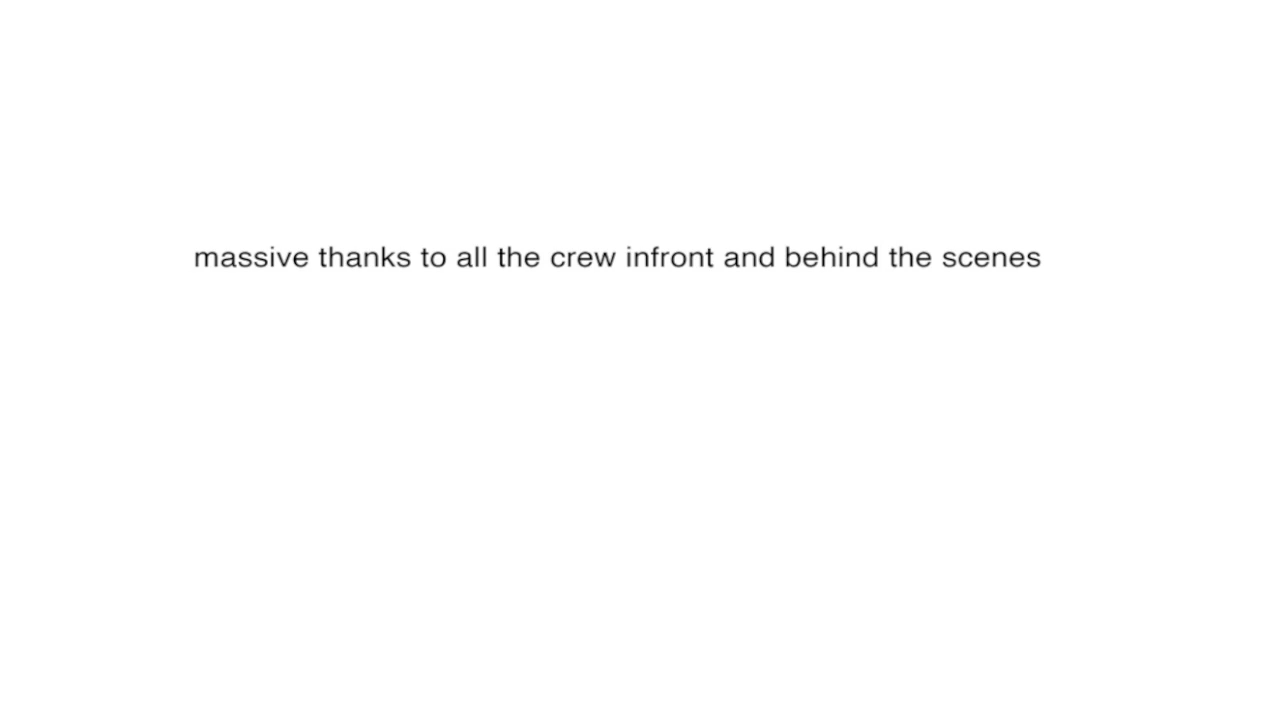 massive thanks to all the crew infront and behind the scenes